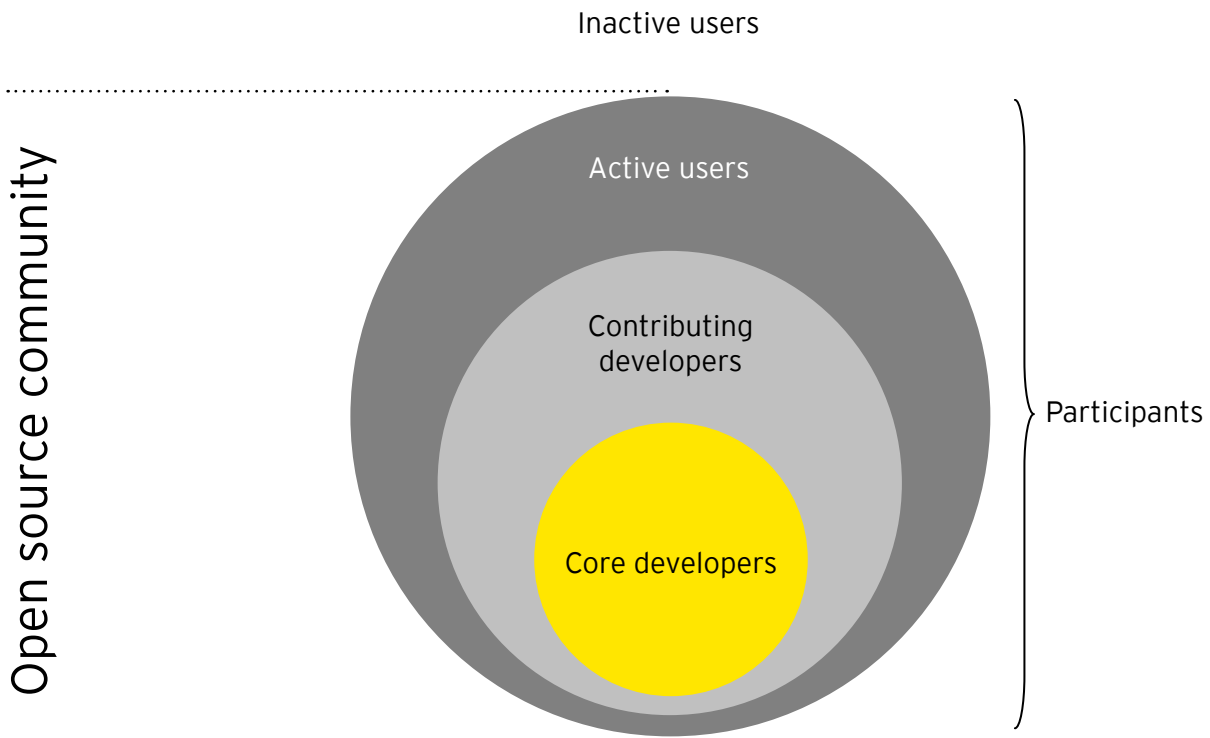 Inactive users
Open source community
Active users
Contributing
developers
Participants
Core developers